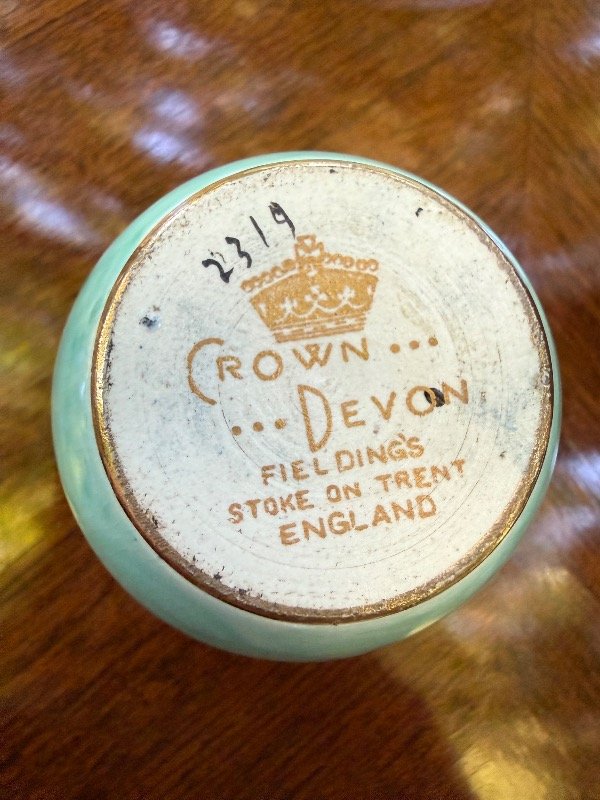 2319
CROWN...
...DEVON
FIELDING'S
STOKE ON TRENT
ENGLAND